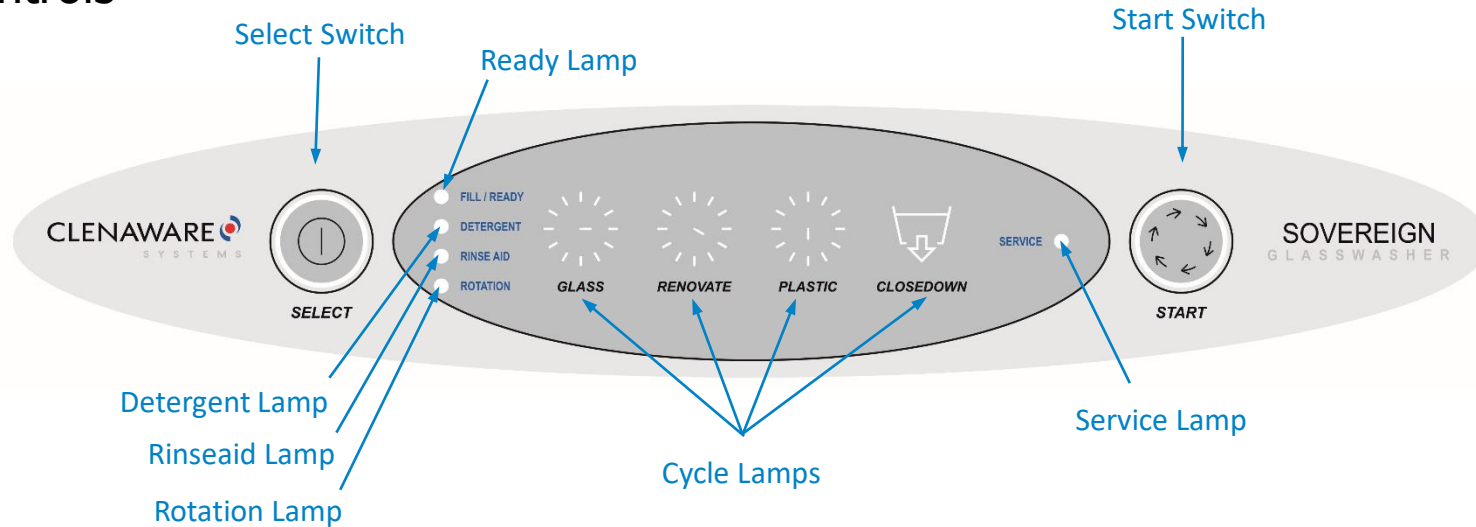 Select Switch
Start Switch
Ready Lamp
FILL / READY
CLENAWARE
SYSTEMS
DETERGENT
RINSE AID
ROTATION
SERVICE
SOVEREIGN
GLASSWASHER
SELECT
GLASS
RENOVATE
PLASTIC
CLOSEDOWN
START
Detergent Lamp
Rinseaid Lamp
Rotation Lamp
Cycle Lamps
Service Lamp